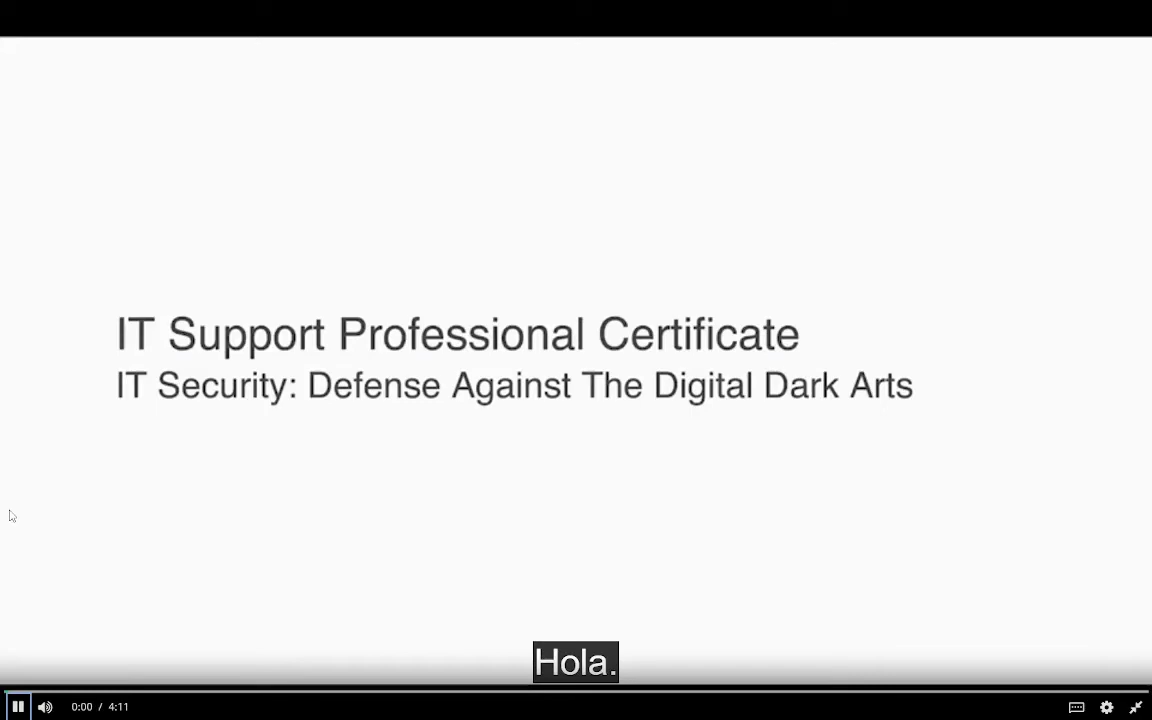 IT Support Professional Certificate
IT Security: Defense Against The Digital Dark Arts
Hola.
0:00 / 4:11